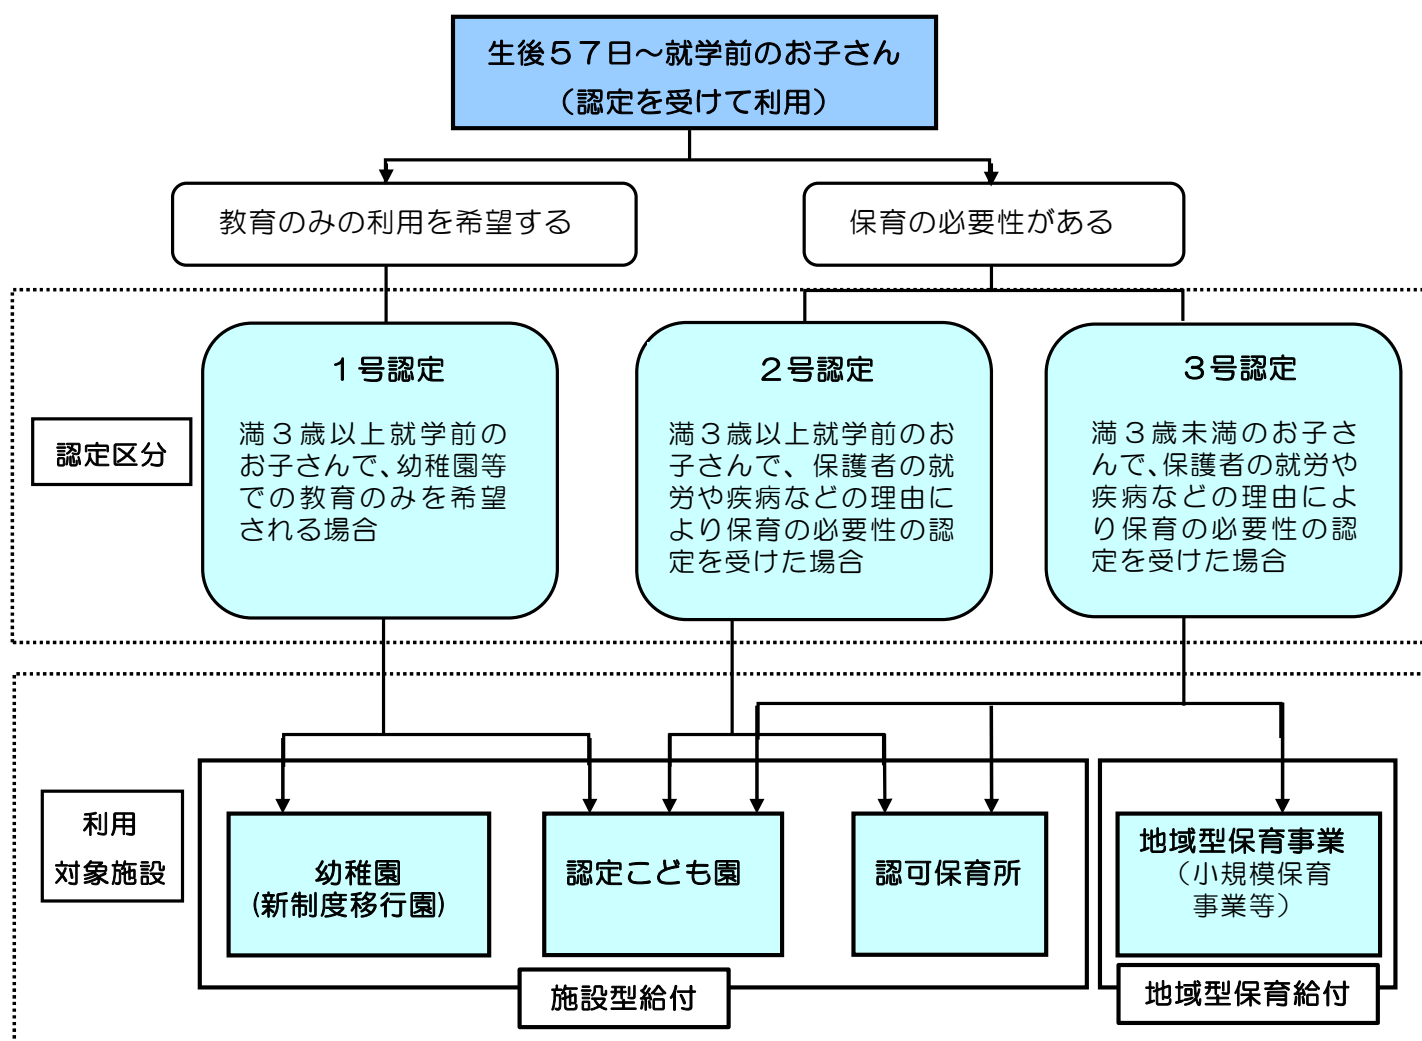 生後５７日～就学前のお子さん
（認定を受けて利用）
教育のみの利用を希望する
保育の必要性がある
認定区分
１号認定
満３歳以上就学前の
お子さんで、幼稚園等
での教育のみを希望
される場合
２号認定
満３歳以上就学前のお
子さんで、保護者の就
労や疾病などの理由に
より保育の必要性の認
定を受けた場合
３号認定
満３歳未満のお子さ
んで、保護者の就労や
疾病などの理由によ
り保育の必要性の認
定を受けた場合
利用
対象施設
幼稚園
(新制度移行園)
認定こども園
認可保育所
地域型保育事業
（小規模保育
事業等）
施設型給付
地域型保育給付